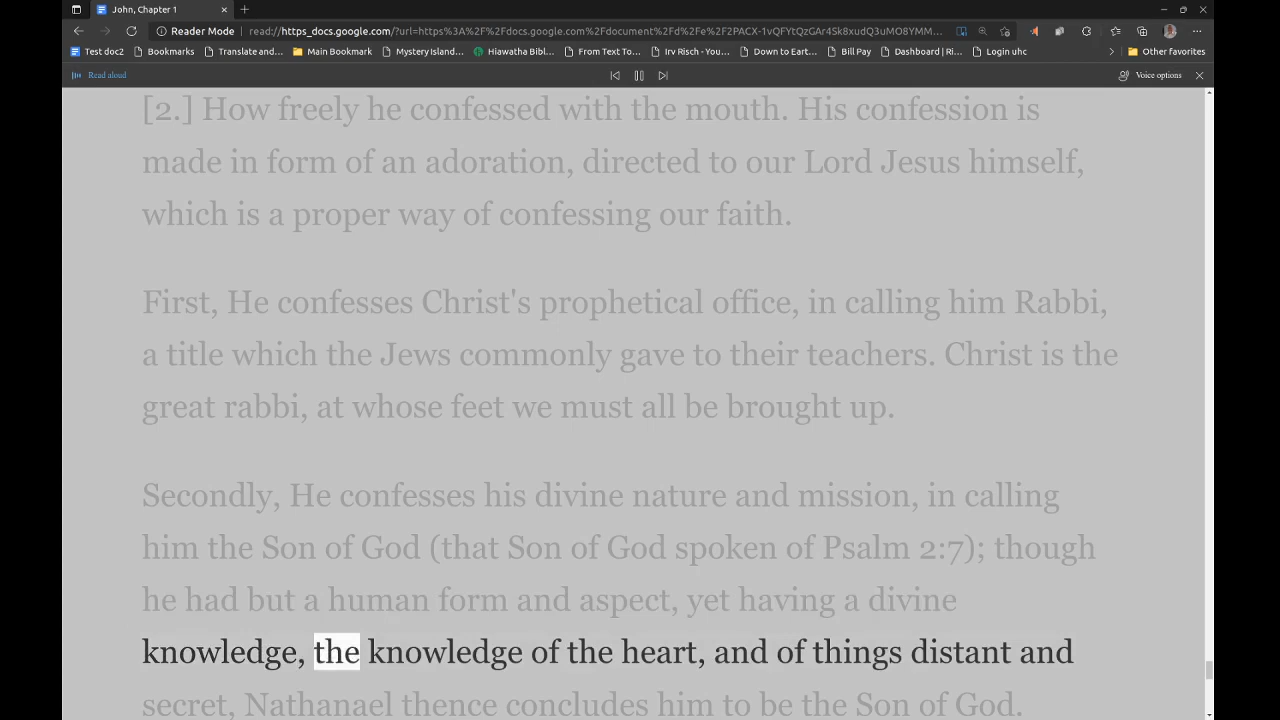 John, Chapter 1
Reader Mode
read://https_docs.google.com/?url=https%3A%2F%2Fdocs.google.com%2Fdocument%2Fd%2Fe%2F2PACX-1vQFYtQzGAr4Sk8xudQ3uMO8YMM...
Test doc2
Bookmarks
Translate and...
Main Bookmark
Mystery Island...
Hiawatha Bibl...
From Text To...
Irv Risch - You...
Down to Eart...
Bill Pay
Dashboard | Ri...
Login uhc
Other favorites
Read aloud
Voice options
[2.] How freely he confessed with the mouth. His confession is
made in form of an adoration, directed to our Lord Jesus himself,
which is a proper way of confessing our faith.
First, He confesses Christ's prophetical office, in calling him Rabbi,
a title which the Jews commonly gave to their teachers. Christ is the
great rabbi, at whose feet we must all be brought up.
Secondly, He confesses his divine nature and mission, in calling
him the Son of God (that Son of God spoken of Psalm 2:7); though
he had but a human form and aspect, yet having a divine
knowledge, the knowledge of the heart, and of things distant and
secret, Nathanael thence concludes him to be the Son of God.